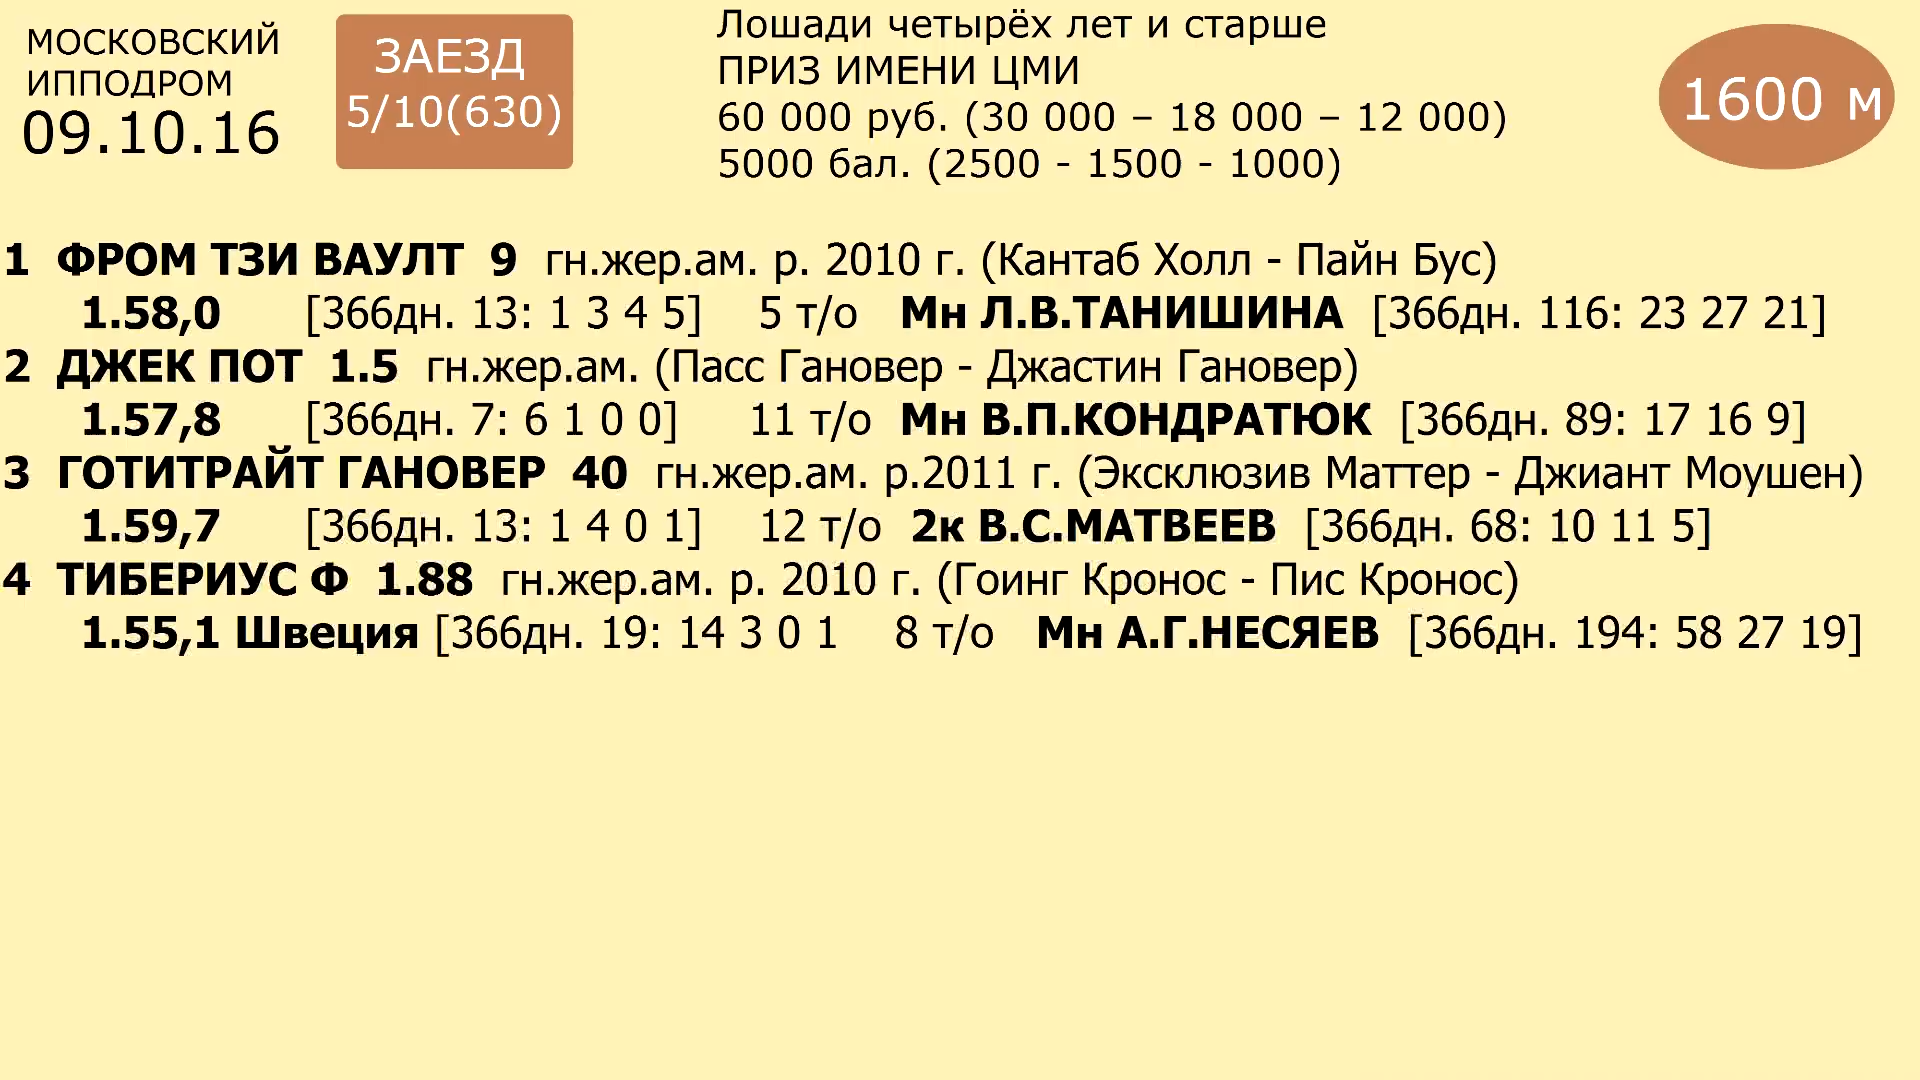 МОСКОВСКИЙ
ИППОДРОМ
09.10.16
ЗАЕЗД
5/10(630)
Лошади четырёх лет и старше
ПРИЗ ИМЕНИ ЦМИ
60 000 руб. (30 000 – 18 000 – 12 000)
5000 бал. (2500 - 1500 - 1000)
1600 м
1 ФРОМ ТЗИ ВАУЛТ 9 гн.жер.ам. р. 2010 г. (Кантаб Холл - Пайн Бус)
1.58,0 [366дн. 13: 1 3 4 5] 5 т/о Мн Л.В.ТАНИШИНА [366дн. 116: 23 27 21]
2 ДЖЕК ПОТ 1.5 гн.жер.ам. (Пасс Гановер - Джастин Гановер)
1.57,8 [366дн. 7: 6 1 0 0] 11 т/о Мн В.П.КОНДРАТЮК [366дн. 89: 17 16 9]
3 ГОТИТРАЙТ ГАНОВЕР 40 гн.жер.ам. р.2011 г. (Эксклюзив Маттер - Джиант Моушен)
1.59,7 [366дн. 13: 1 4 0 1] 12 т/о 2к В.С.МАТВЕЕВ [366дн. 68: 10 11 5]
4 ТИБЕРИУС Ф 1.88 гн.жер.ам. р. 2010 г. (Гоинг Кронос - Пис Кронос)
1.55,1 Швеция [366дн. 19: 14 3 0 1 8 т/о Мн А.Г.НЕСЯЕВ [366дн. 194: 58 27 19]